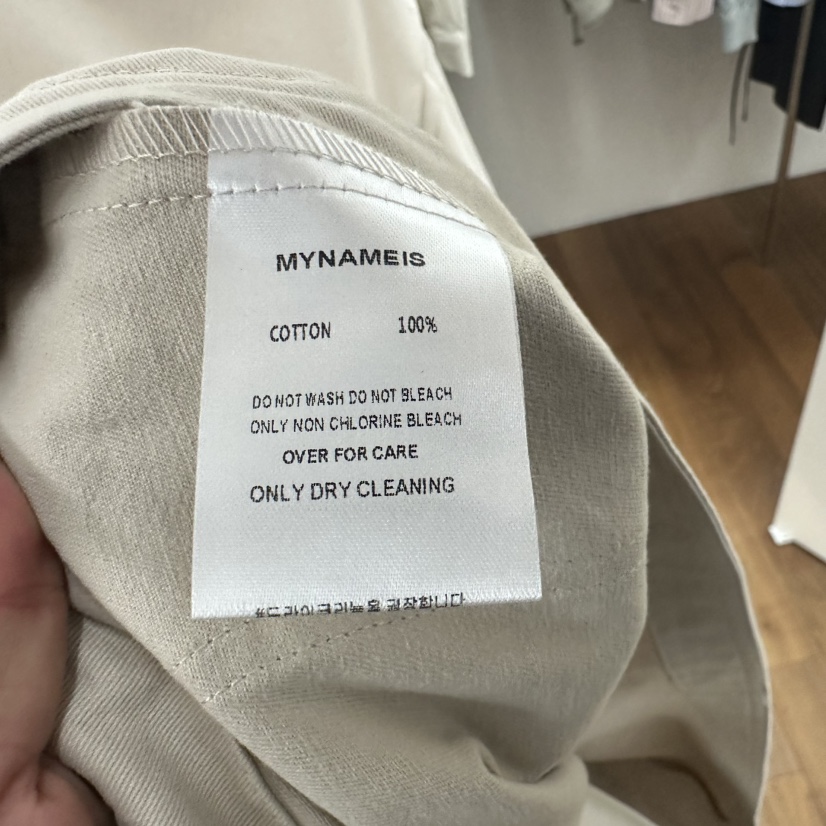 MYNAMEIS
COTTON 100%
DO NOT WASH DO NOT BLEACH
ONLY NON CHLORINE BLEACH
OVER FOR CARE
ONLY DRY CLEANING
#드라이크리닝을 권장합니다